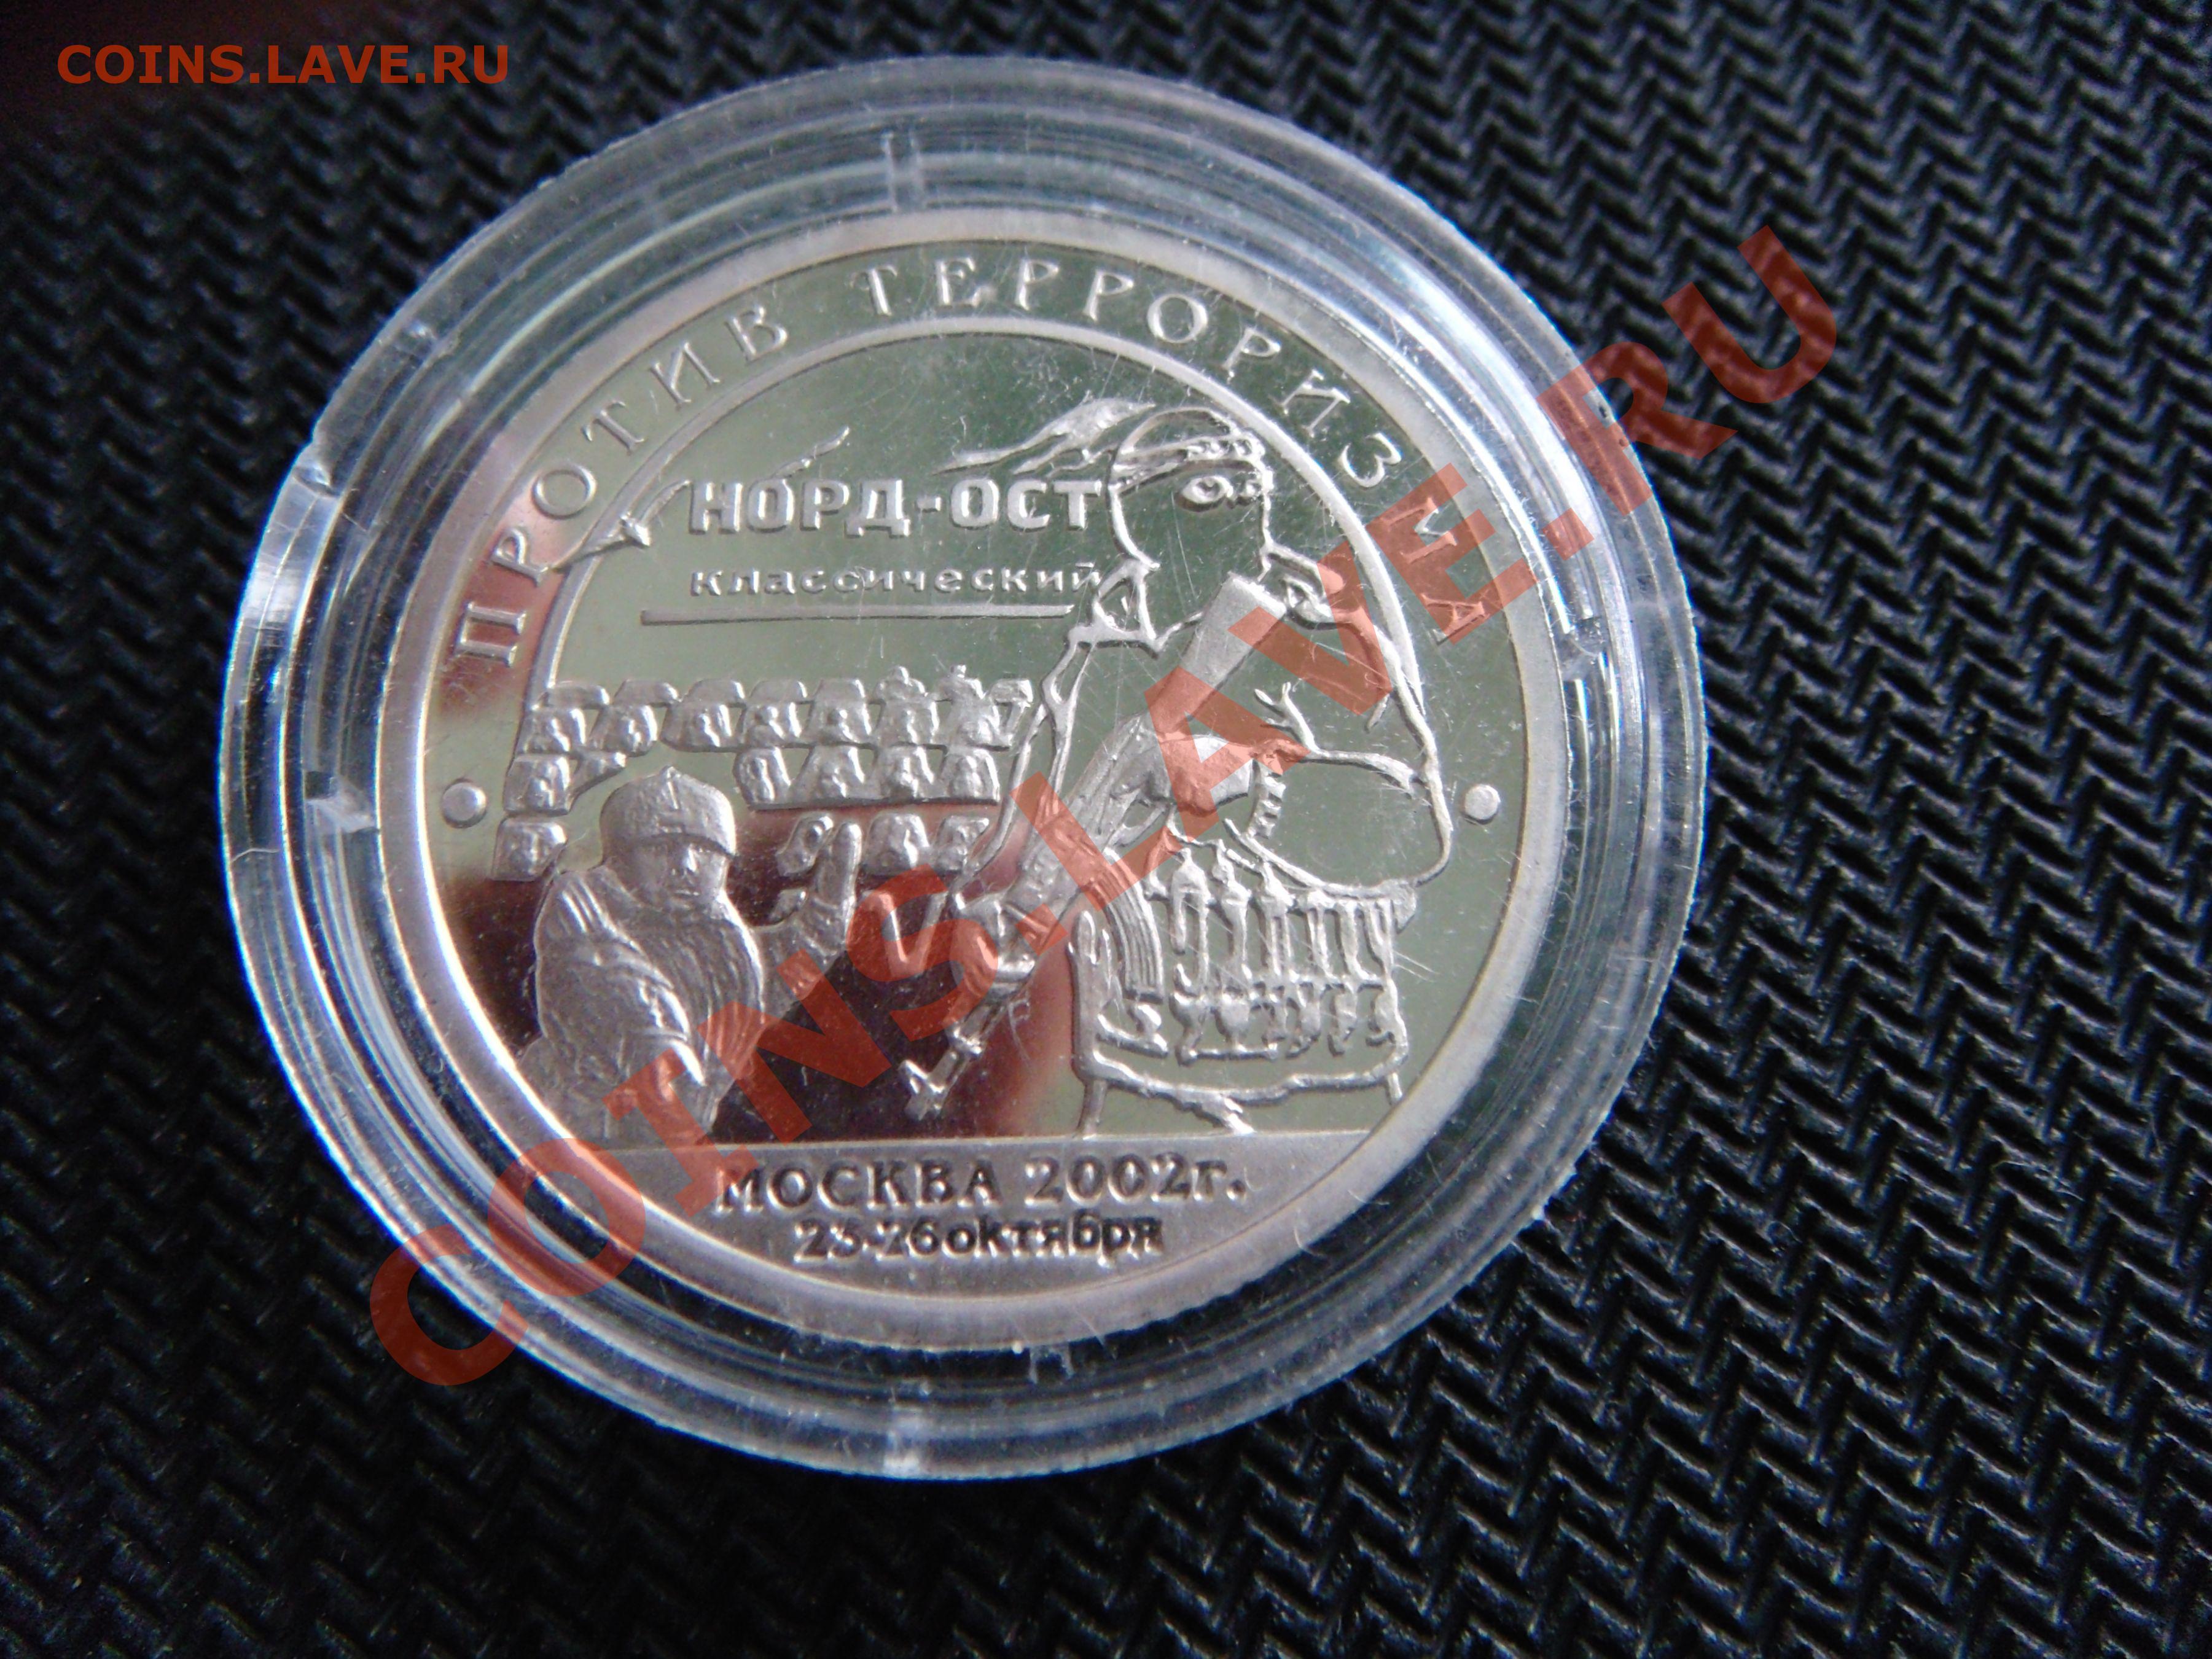 COINS.LAVE.RU
ПРОТИВ ТЕРРОРИЗМА
НОРД-ОСТ
классический
МОСКВА 2002г.
23-26октября
COINS.LAVE.RU